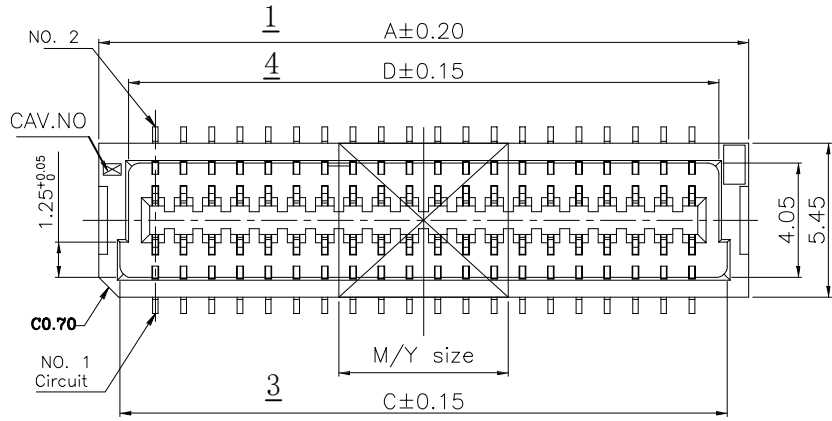 1
A±0.20
NO. 2
4
D±0.15
CAV.NO
1.25+0.05 0
4.05
5.45
C0.70
M/Y size
NO. 1
Circuit
3
C±0.15